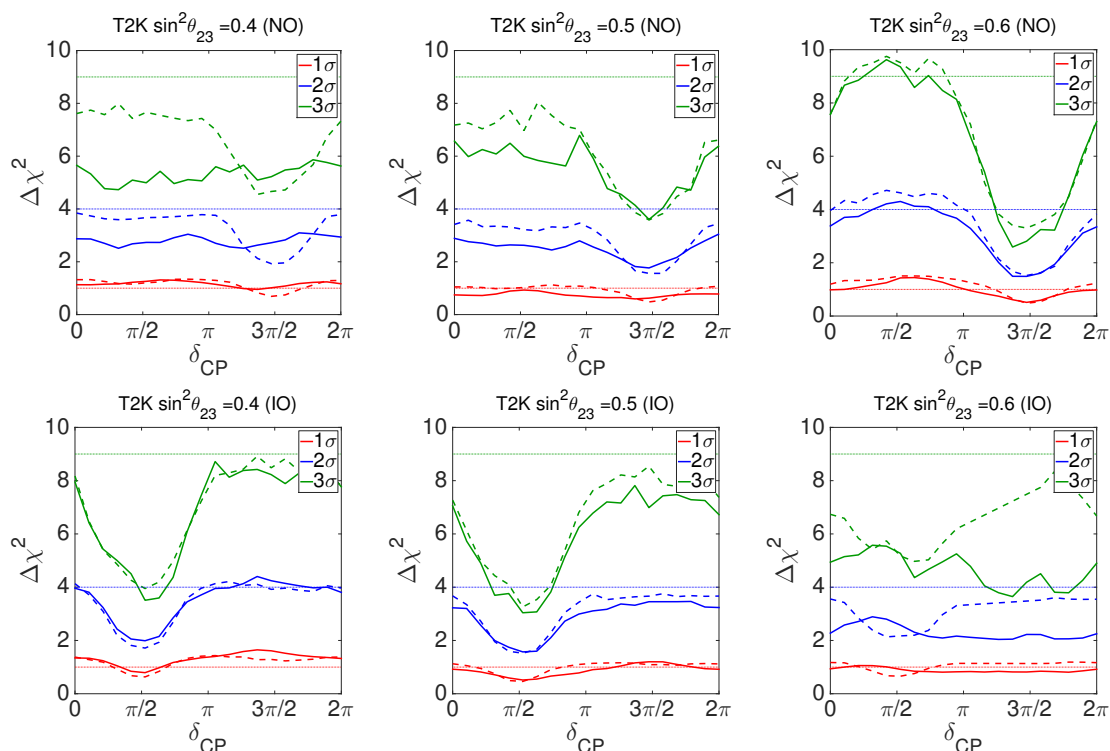 T2K sin²θ₂₃ =0.4 (NO)
10
8
6
4
2
0
Δχ²
0 π/2 π 3π/2 2π
δ_CP
1σ
2σ
3σ
T2K sin²θ₂₃ =0.5 (NO)
10
8
6
4
2
0
Δχ²
0 π/2 π 3π/2 2π
δ_CP
1σ
2σ
3σ
T2K sin²θ₂₃ =0.6 (NO)
10
8
6
4
2
0
Δχ²
0 π/2 π 3π/2 2π
δ_CP
1σ
2σ
3σ
T2K sin²θ₂₃ =0.4 (IO)
10
8
6
4
2
0
Δχ²
0 π/2 π 3π/2 2π
δ_CP
1σ
2σ
3σ
T2K sin²θ₂₃ =0.5 (IO)
10
8
6
4
2
0
Δχ²
0 π/2 π 3π/2 2π
δ_CP
1σ
2σ
3σ
T2K sin²θ₂₃ =0.6 (IO)
10
8
6
4
2
0
Δχ²
0 π/2 π 3π/2 2π
δ_CP
1σ
2σ
3σ